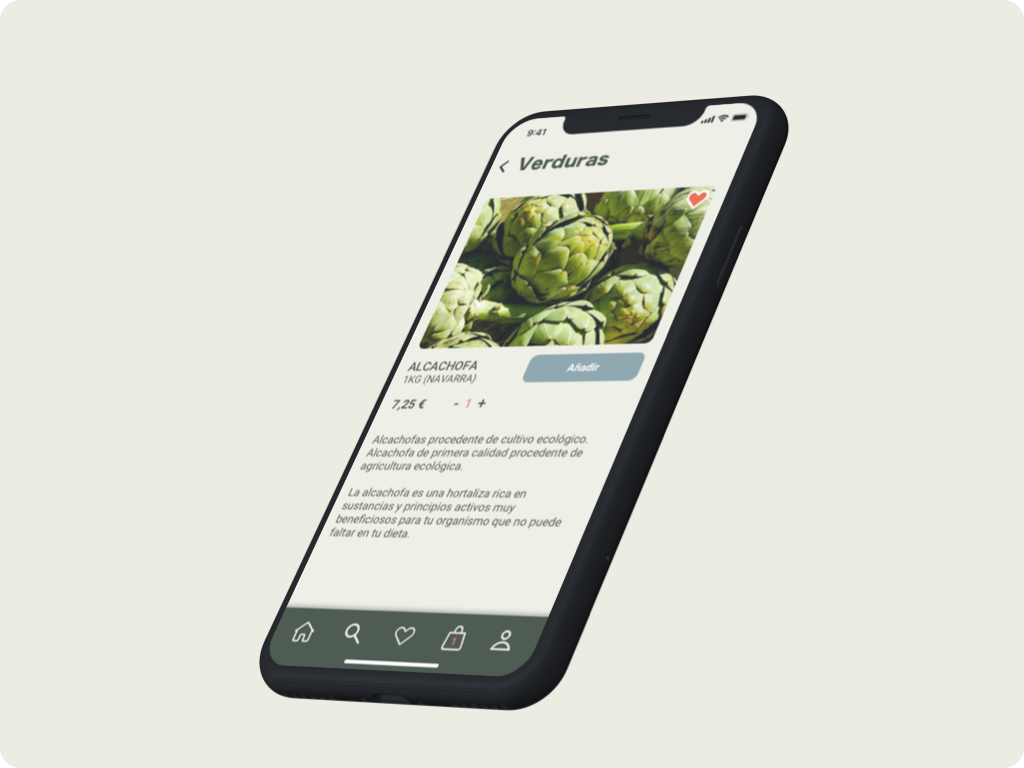 9:41
Verduras
ALCACHOFA
1KG (NAVARRA)
Añadir
7,25 € - 1 +
Alcachofas procedente de cultivo ecológico.
Alcachofa de primera calidad procedente de
agricultura ecológica.
La alcachofa es una hortaliza rica en
sustancias y principios activos muy
beneficiosos para tu organismo que no puede
faltar en tu dieta.
1